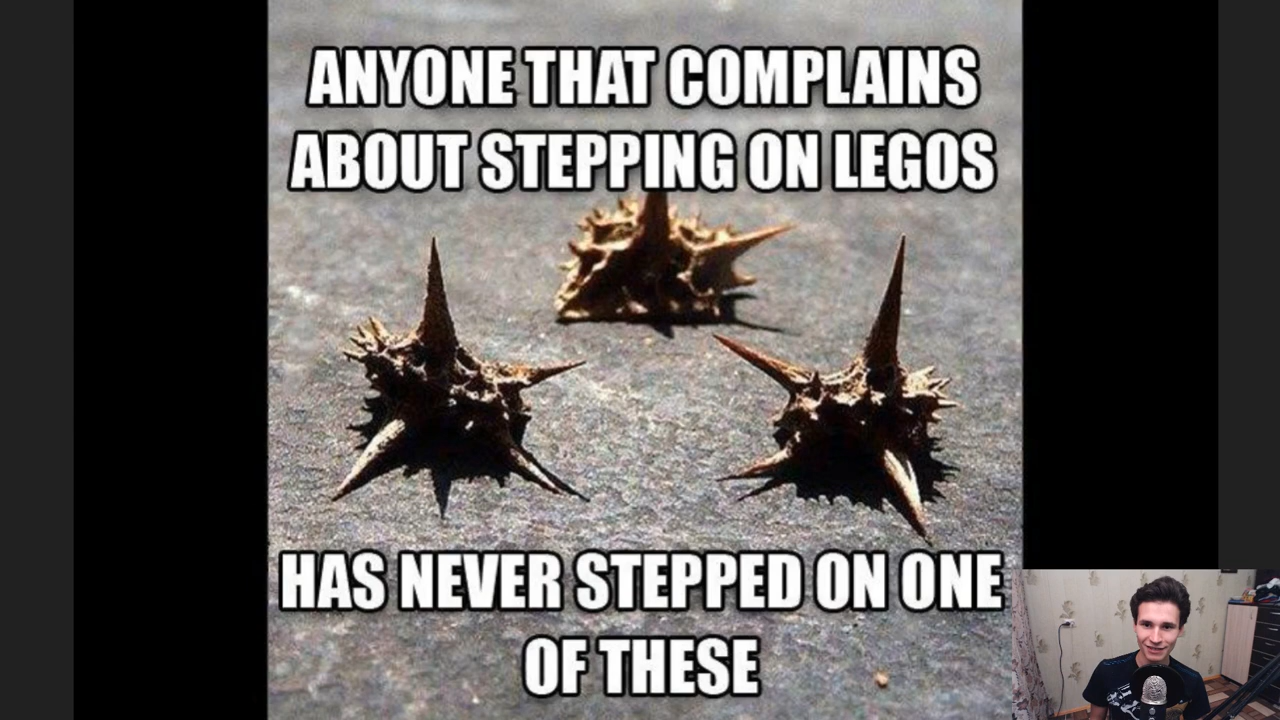 ANYONE THAT COMPLAINS
ABOUT STEPPING ON LEGOS
HAS NEVER STEPPED ON ONE
OF THESE